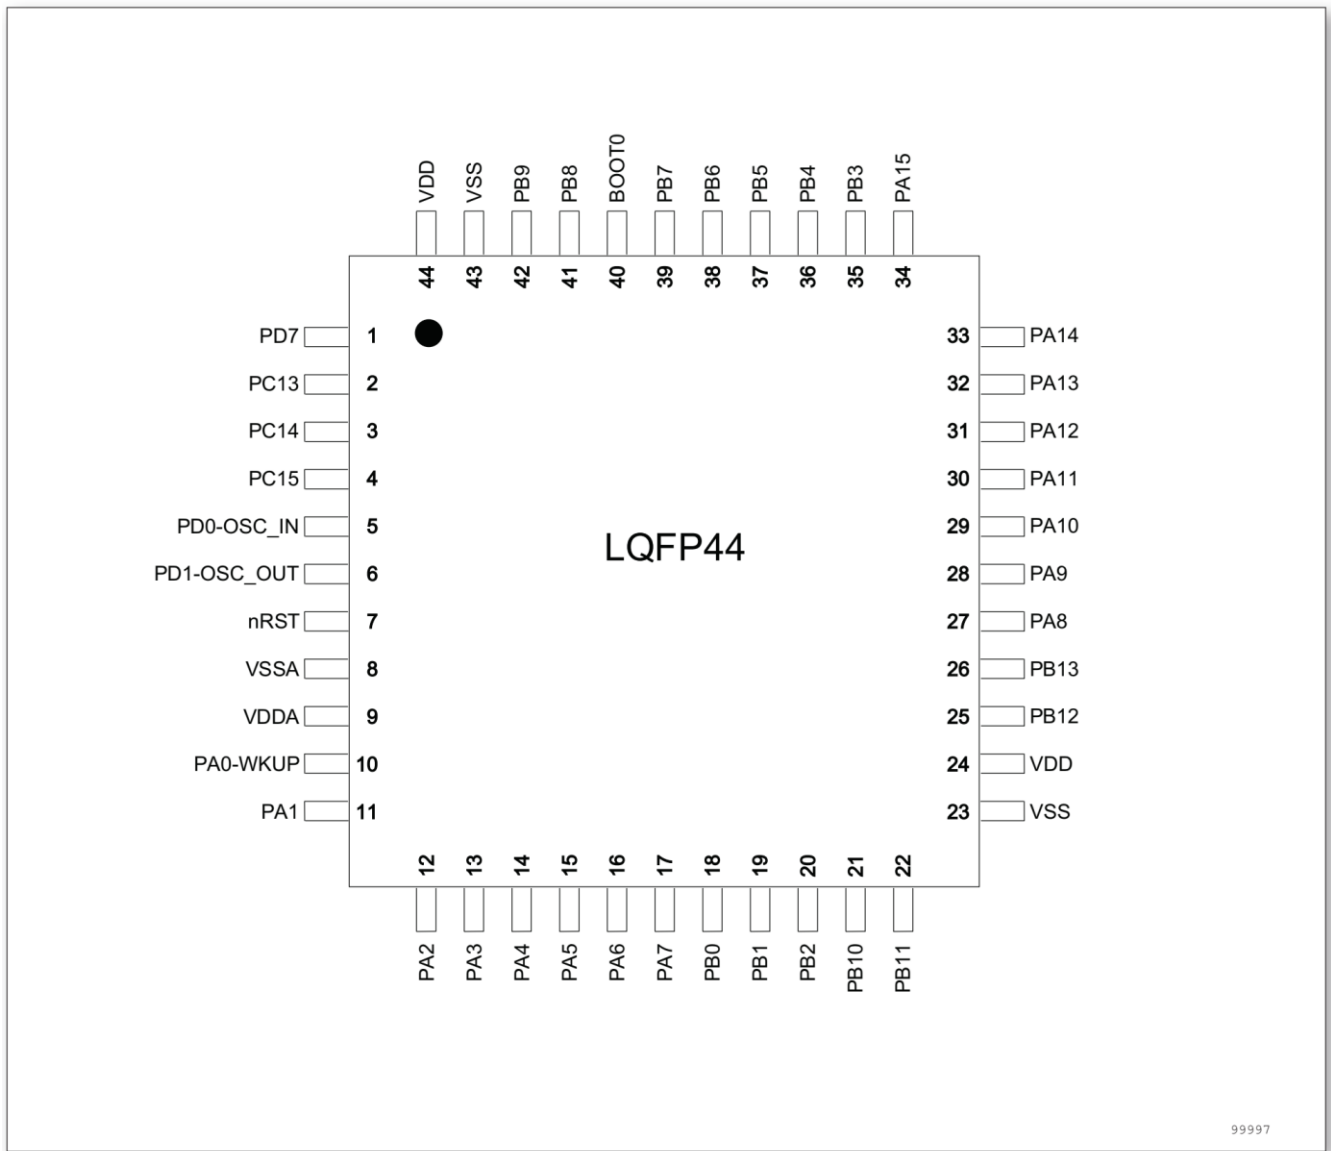 VDD VSS PB9 PB8 BOOT0 PB7 PB6 PB5 PB4 PB3 PA15
44 43 42 41 40 39 38 37 36 35 34
PD7 1 33 PA14
PC13 2 32 PA13
PC14 3 31 PA12
PC15 4 30 PA11
PD0-OSC_IN 5 29 PA10
LQFP44
PD1-OSC_OUT 6 28 PA9
nRST 7 27 PA8
VSSA 8 26 PB13
VDDA 9 25 PB12
PA0-WKUP 10 24 VDD
PA1 11 23 VSS
12 13 14 15 16 17 18 19 20 21 22
PA2 PA3 PA4 PA5 PA6 PA7 PB0 PB1 PB2 PB10 PB11
99997